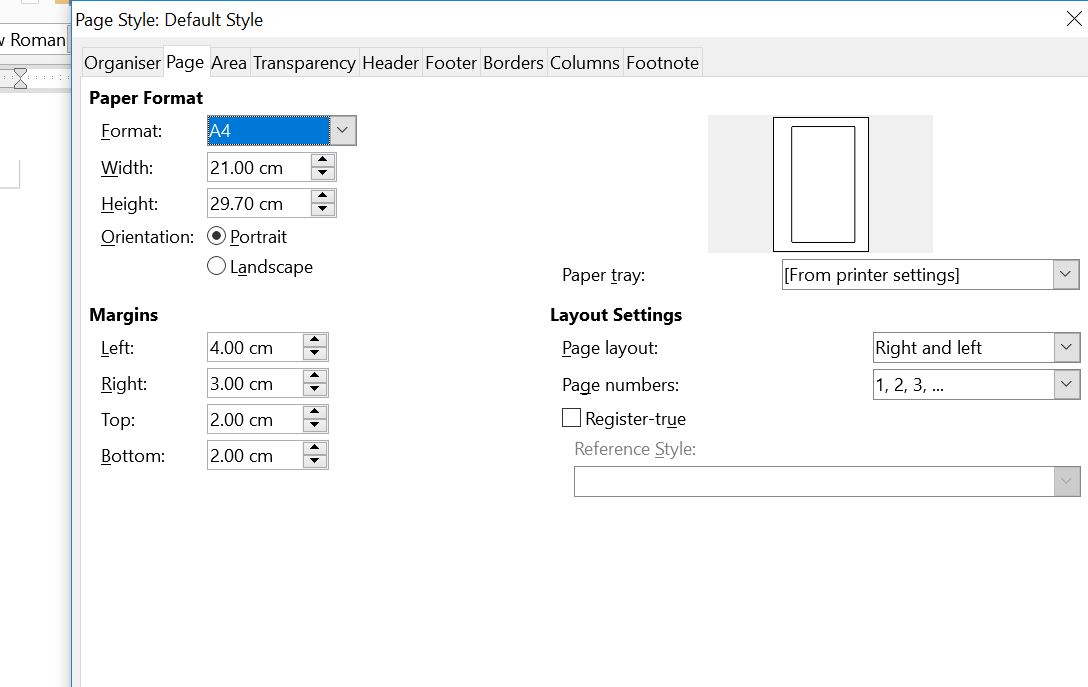 Page Style: Default Style
w Roman
Organiser Page Area Transparency Header Footer Borders Columns Footnote
Paper Format
Format: A4
Width: 21.00 cm
Height: 29.70 cm
Orientation: Portrait
Landscape
Paper tray: [From printer settings]
Margins
Left: 4.00 cm
Right: 3.00 cm
Top: 2.00 cm
Bottom: 2.00 cm
Layout Settings
Page layout: Right and left
Page numbers: 1, 2, 3, ...
Register-true
Reference Style: